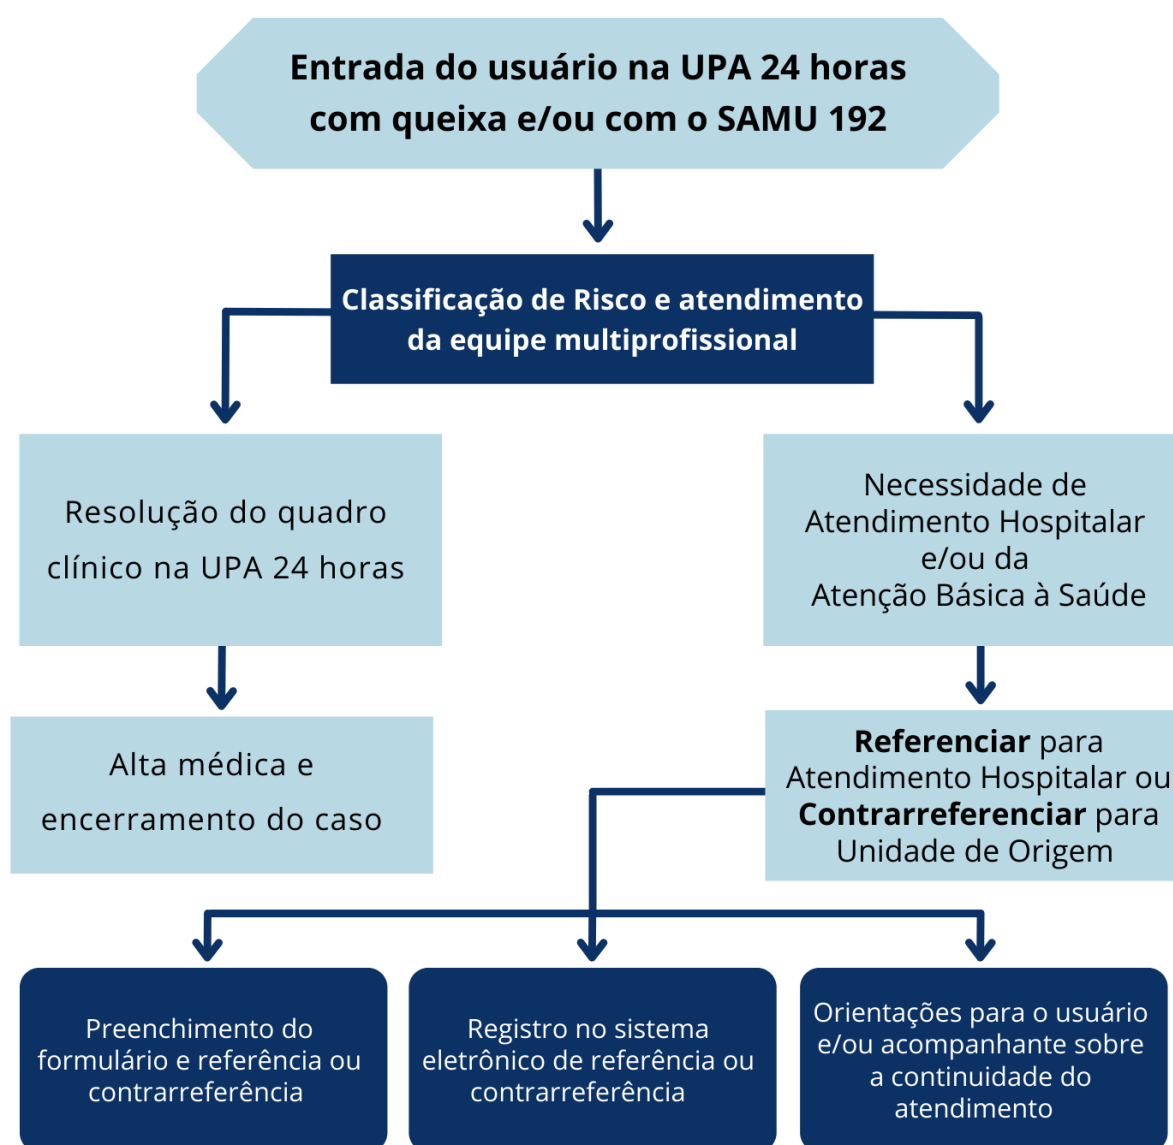 Entrada do usuário na UPA 24 horas
com queixa e/ou com o SAMU 192
Classificação de Risco e atendimento
da equipe multiprofissional
Resolução do quadro
clínico na UPA 24 horas
Necessidade de
Atendimento Hospitalar
e/ou da
Atenção Básica à Saúde
Alta médica e
encerramento do caso
Referenciar para
Atendimento Hospitalar ou
Contrarreferenciar para
Unidade de Origem
Preenchimento do
formulário e referência ou
contrarreferência
Registro no sistema
eletrônico de referência ou
contrarreferência
Orientações para o usuário
e/ou acompanhante sobre
a continuidade do
atendimento